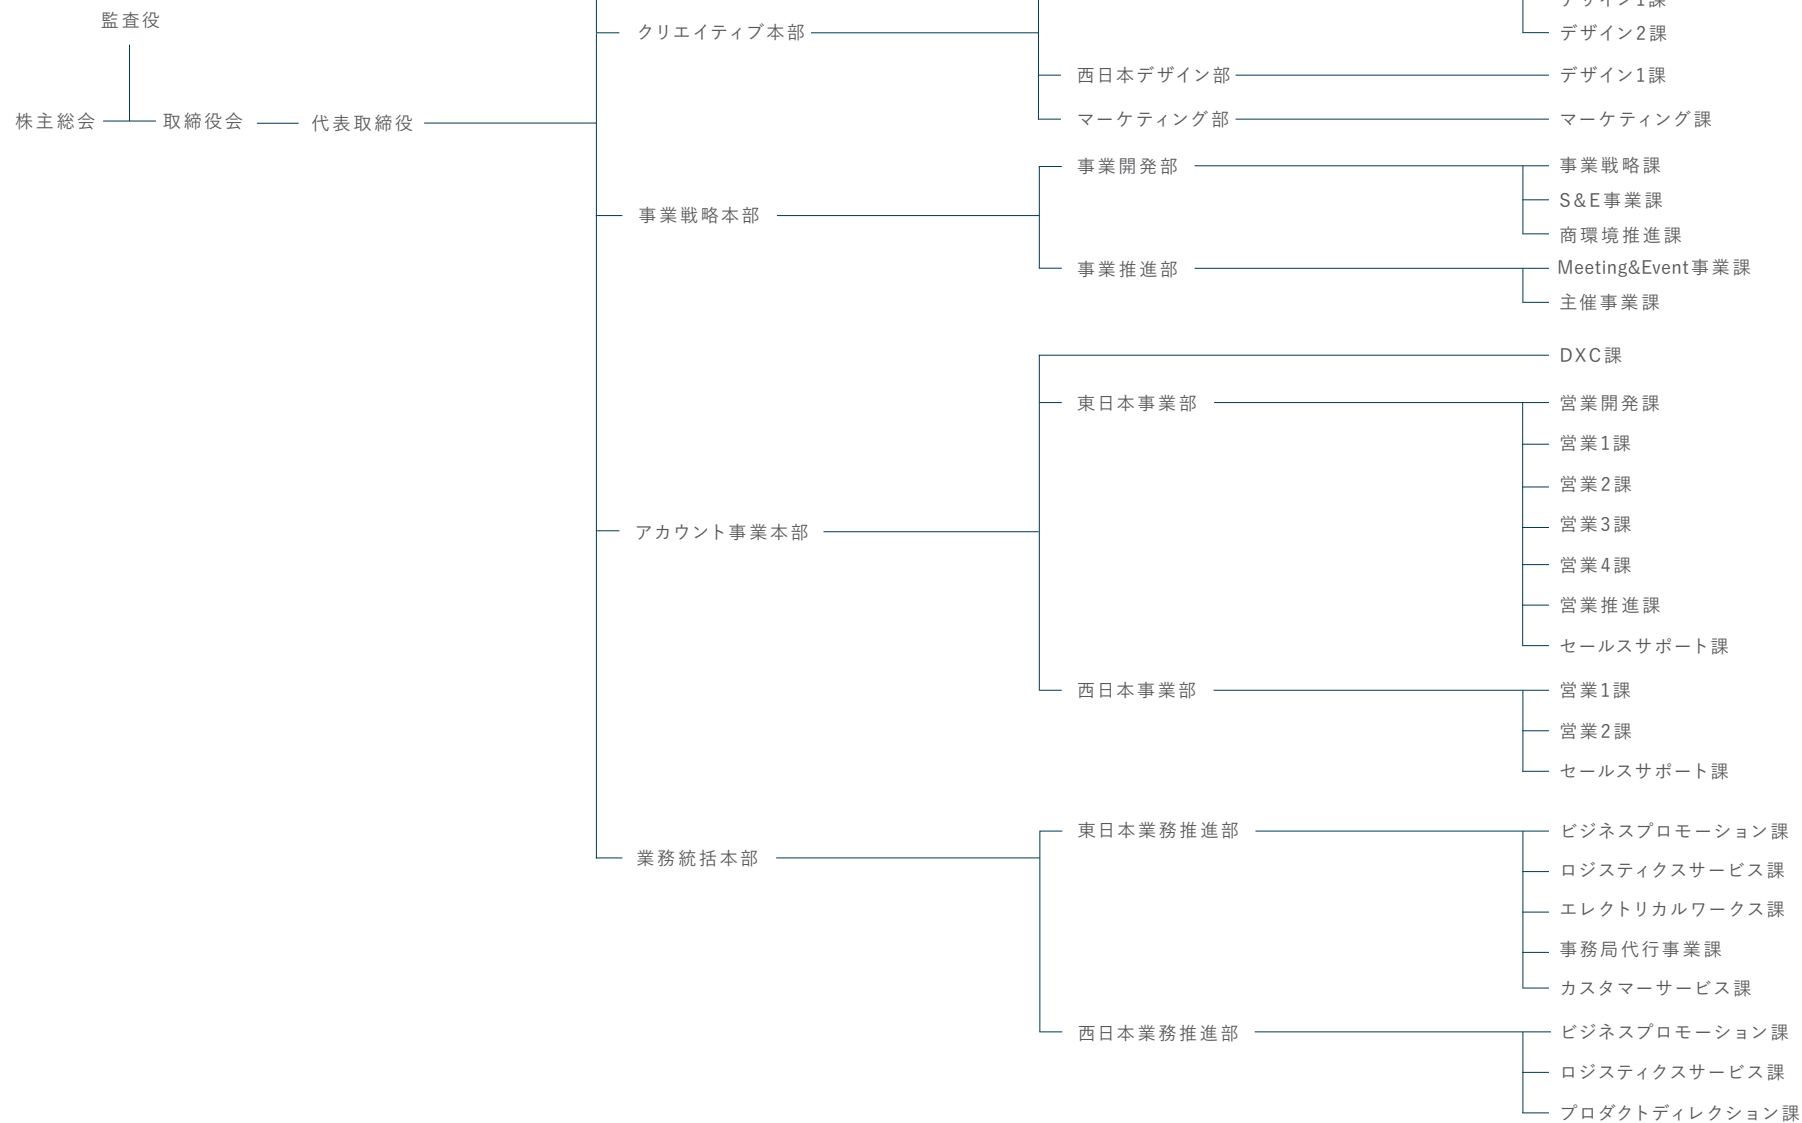 監査役
株主総会
取締役会
代表取締役
クリエイティブ本部
デザイン1課
デザイン2課
西日本デザイン部
デザイン1課
マーケティング部
マーケティング課
事業戦略本部
事業開発部
事業戦略課
S&E事業課
商環境推進課
事業推進部
Meeting&Event事業課
主催事業課
アカウント事業本部
DXC課
東日本事業部
営業開発課
営業1課
営業2課
営業3課
営業4課
営業推進課
セールスサポート課
西日本事業部
営業1課
営業2課
セールスサポート課
業務統括本部
東日本業務推進部
ビジネスプロモーション課
ロジスティクスサービス課
エレクトリカルワークス課
事務局代行事業課
カスタマーサービス課
西日本業務推進部
ビジネスプロモーション課
ロジスティクスサービス課
プロダクトディレクション課